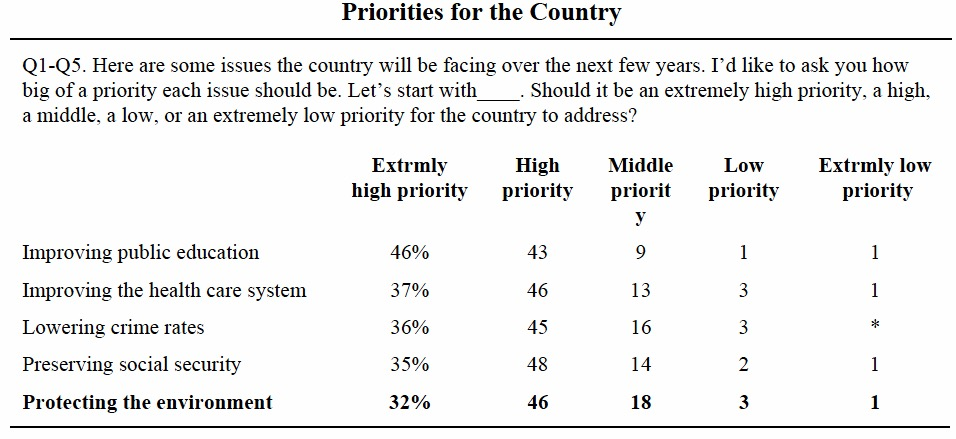 Priorities for the Country
Q1-Q5. Here are some issues the country will be facing over the next few years. I’d like to ask you how
big of a priority each issue should be. Let’s start with____. Should it be an extremely high priority, a high,
a middle, a low, or an extremely low priority for the country to address?
Extrmly High Middle Low Extrmly low
high priority priority priorit priority priority
y
Improving public education 46% 43 9 1 1
Improving the health care system 37% 46 13 3 1
Lowering crime rates 36% 45 16 3 *
Preserving social security 35% 48 14 2 1
Protecting the environment 32% 46 18 3 1